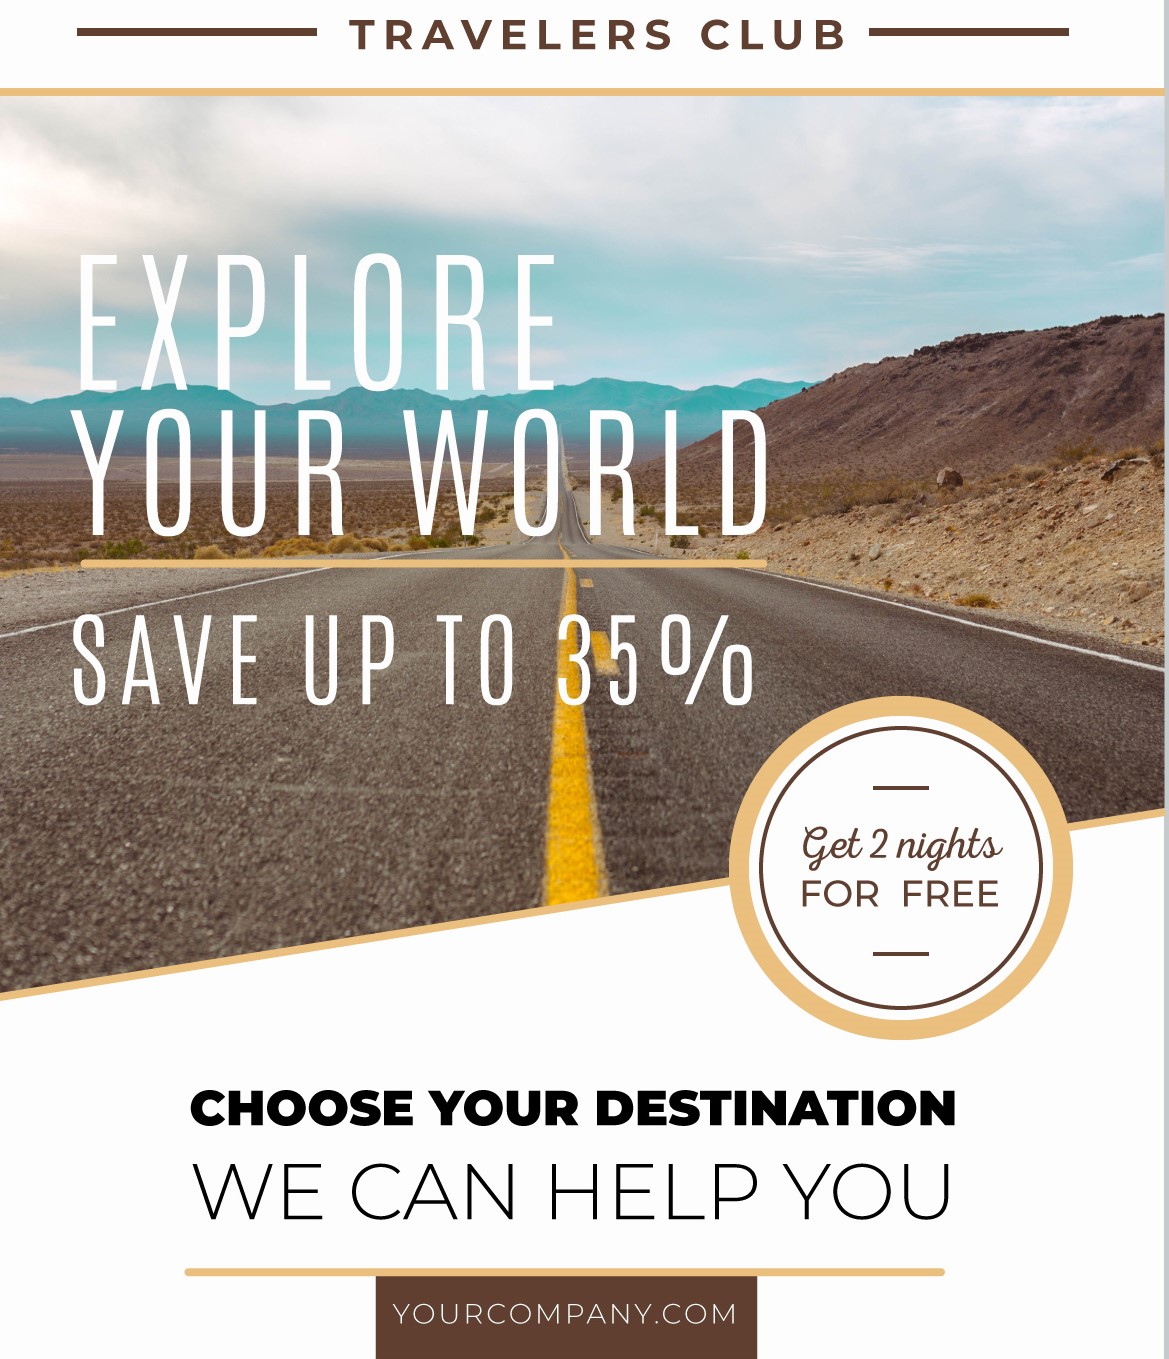 TRAVELERS CLUB
EXPLORE
YOUR WORLD
SAVE UP TO 35%
Get 2 nights
FOR FREE
CHOOSE YOUR DESTINATION
WE CAN HELP YOU
YOURCOMPANY.COM